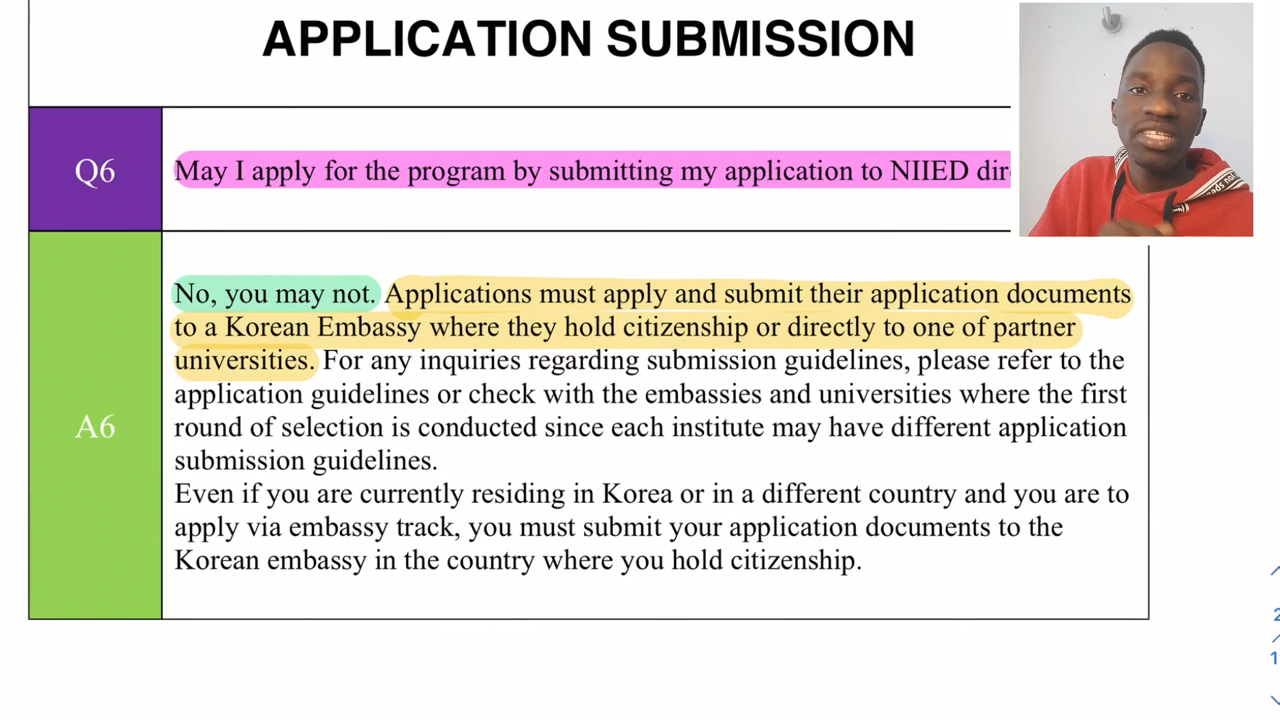 APPLICATION SUBMISSION
Q6
May I apply for the program by submitting my application to NIIED
A6
No, you may not. Applications must apply and submit their application documents
to a Korean Embassy where they hold citizenship or directly to one of partner
universities. For any inquiries regarding submission guidelines, please refer to the
application guidelines or check with the embassies and universities where the first
round of selection is conducted since each institute may have different application
submission guidelines.
Even if you are currently residing in Korea or in a different country and you are to
apply via embassy track, you must submit your application documents to the
Korean embassy in the country where you hold citizenship.